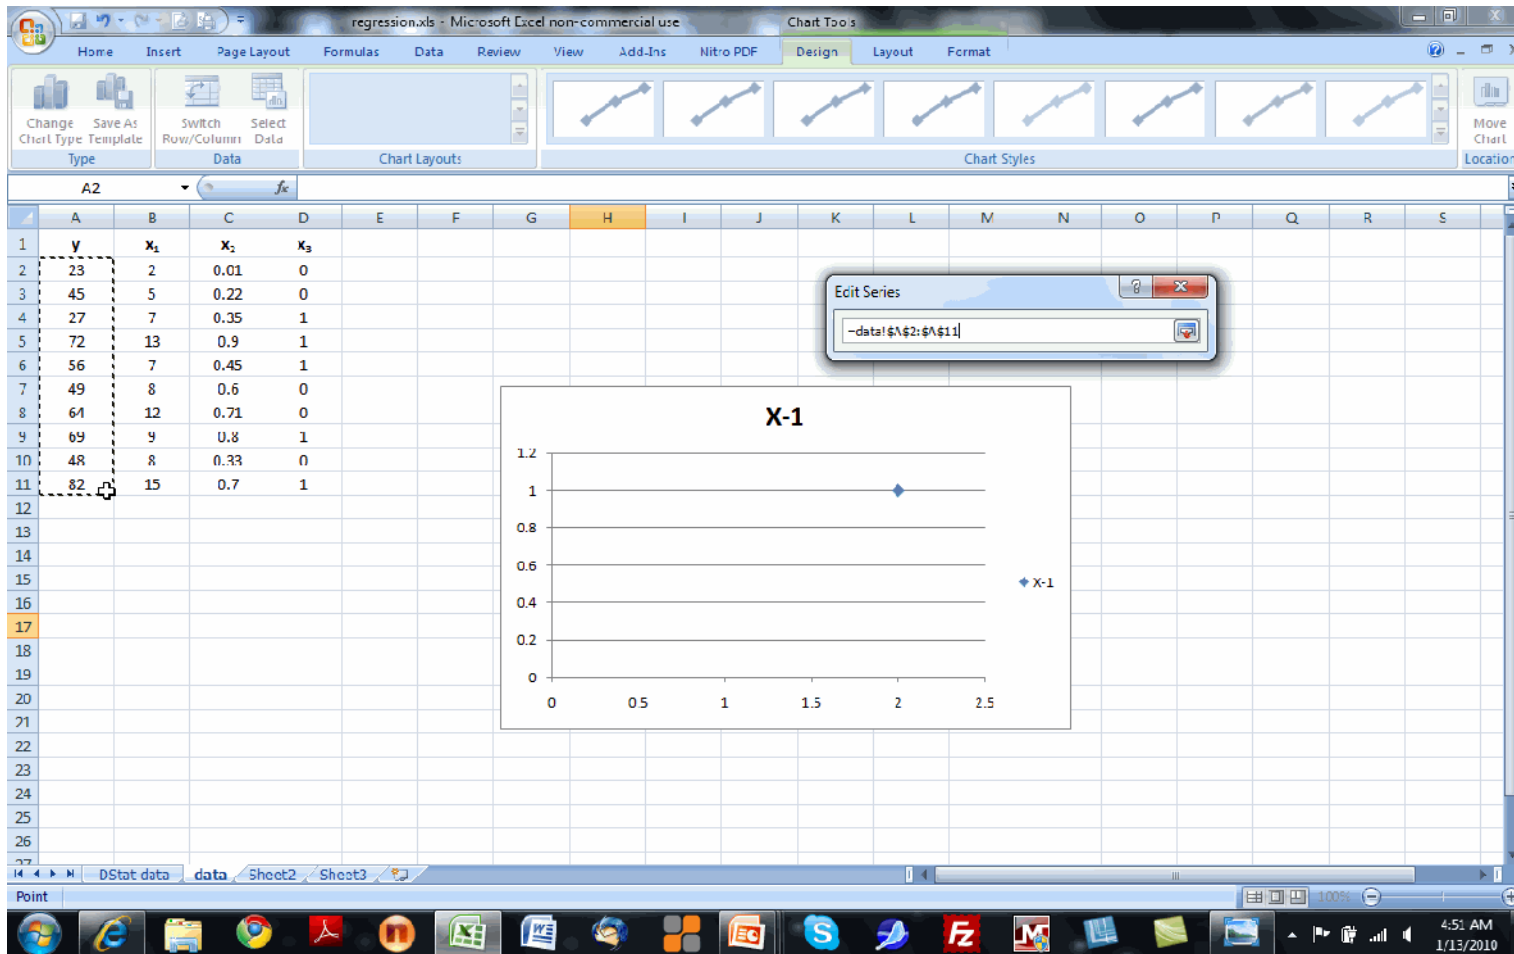 regression.xls - Microsoft Excel non-commercial use
Chart Tools
Home Insert Page Layout Formulas Data Review View Add-Ins Nitro PDF Design Layout Format
Change Chart Type
Save As Template
Switch Row/Column
Select Data
Move Chart
Type Data Chart Layouts Chart Styles Location
A2 fx
A B C D E F G H I J K L M N O P Q R S
1 y x₁ x₂ x₃
2 23 2 0.01 0
3 45 5 0.22 0
4 27 7 0.35 1
5 72 13 0.9 1
6 56 7 0.45 1
7 49 8 0.6 0
8 64 12 0.71 0
9 69 9 0.8 1
10 48 8 0.33 0
11 82 15 0.7 1
12
13
14
15
16
17
18
19
20
21
22
23
24
25
26
27
Edit Series
=data!$A$2:$A$11
X-1
1.2
1
0.8
0.6
0.4
0.2
0
0 0.5 1 1.5 2 2.5
X-1
DStat data data Sheet2 Sheet3
Point 100%
4:51 AM
1/13/2010